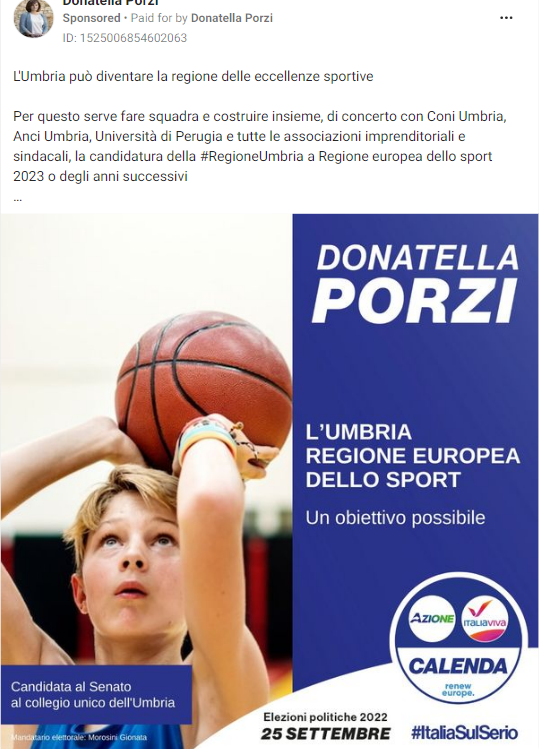 Donatella Porzi
Sponsored • Paid for by Donatella Porzi
ID: 1525006854602063
L'Umbria può diventare la regione delle eccellenze sportive
Per questo serve fare squadra e costruire insieme, di concerto con Coni Umbria,
Anci Umbria, Università di Perugia e tutte le associazioni imprenditoriali e
sindacali, la candidatura della #RegioneUmbria a Regione europea dello sport
2023 o degli anni successivi
...
DONATELLA
PORZI
L'UMBRIA
REGIONE EUROPEA
DELLO SPORT
Un obiettivo possibile
AZIONE
ITALIAVIVA
CALENDA
renew
europe.
Candidata al Senato
al collegio unico dell'Umbria
Mandatario elettorale: Morosini Gionata
Elezioni politiche 2022
25 SETTEMBRE
#ItaliaSulSerio